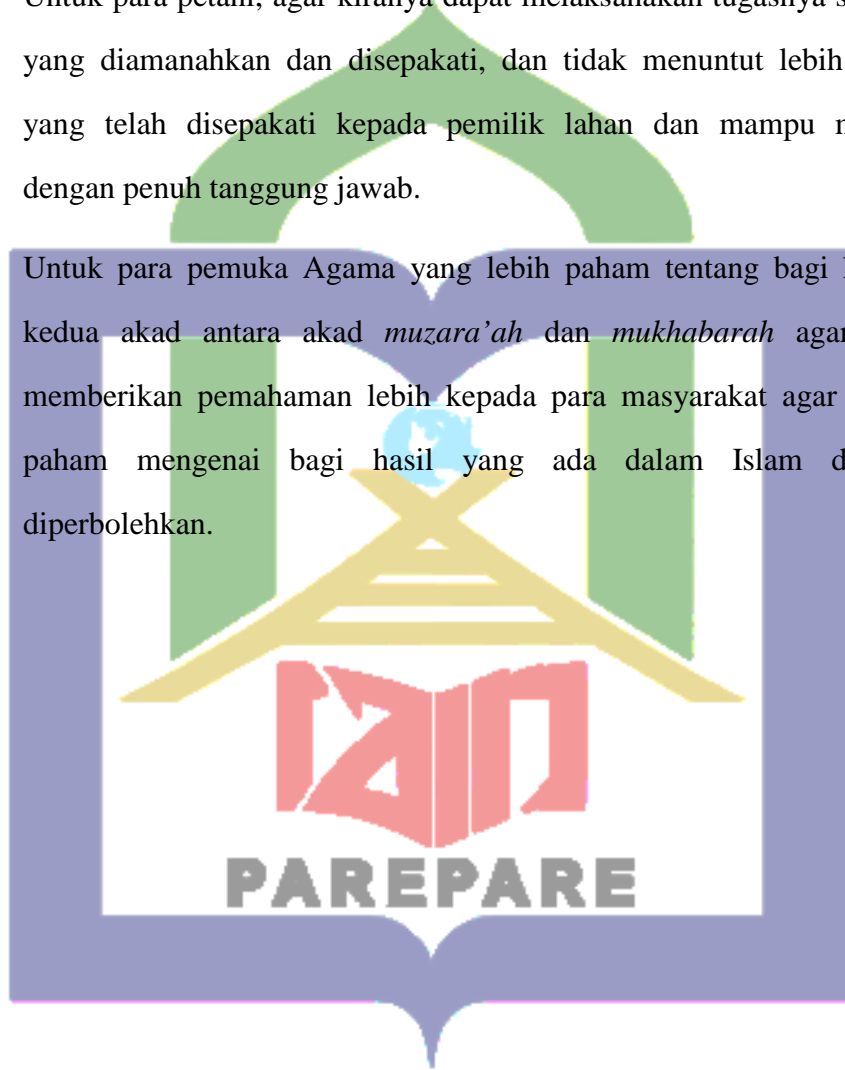 Untuk para petani, agar kiranya dapat melaksanakan tugasnya
yang diamanahkan dan disepakati, dan tidak menuntut lebih
yang telah disepakati kepada pemilik lahan dan mampu
dengan penuh tanggung jawab.
Untuk para pemuka Agama yang lebih paham tentang bagi
kedua akad antara akad muzara’ah dan mukhabarah
memberikan pemahaman lebih kepada para masyarakat agar
paham mengenai bagi hasil yang ada dalam Islam
diperbolehkan.
iain
PAREPARE